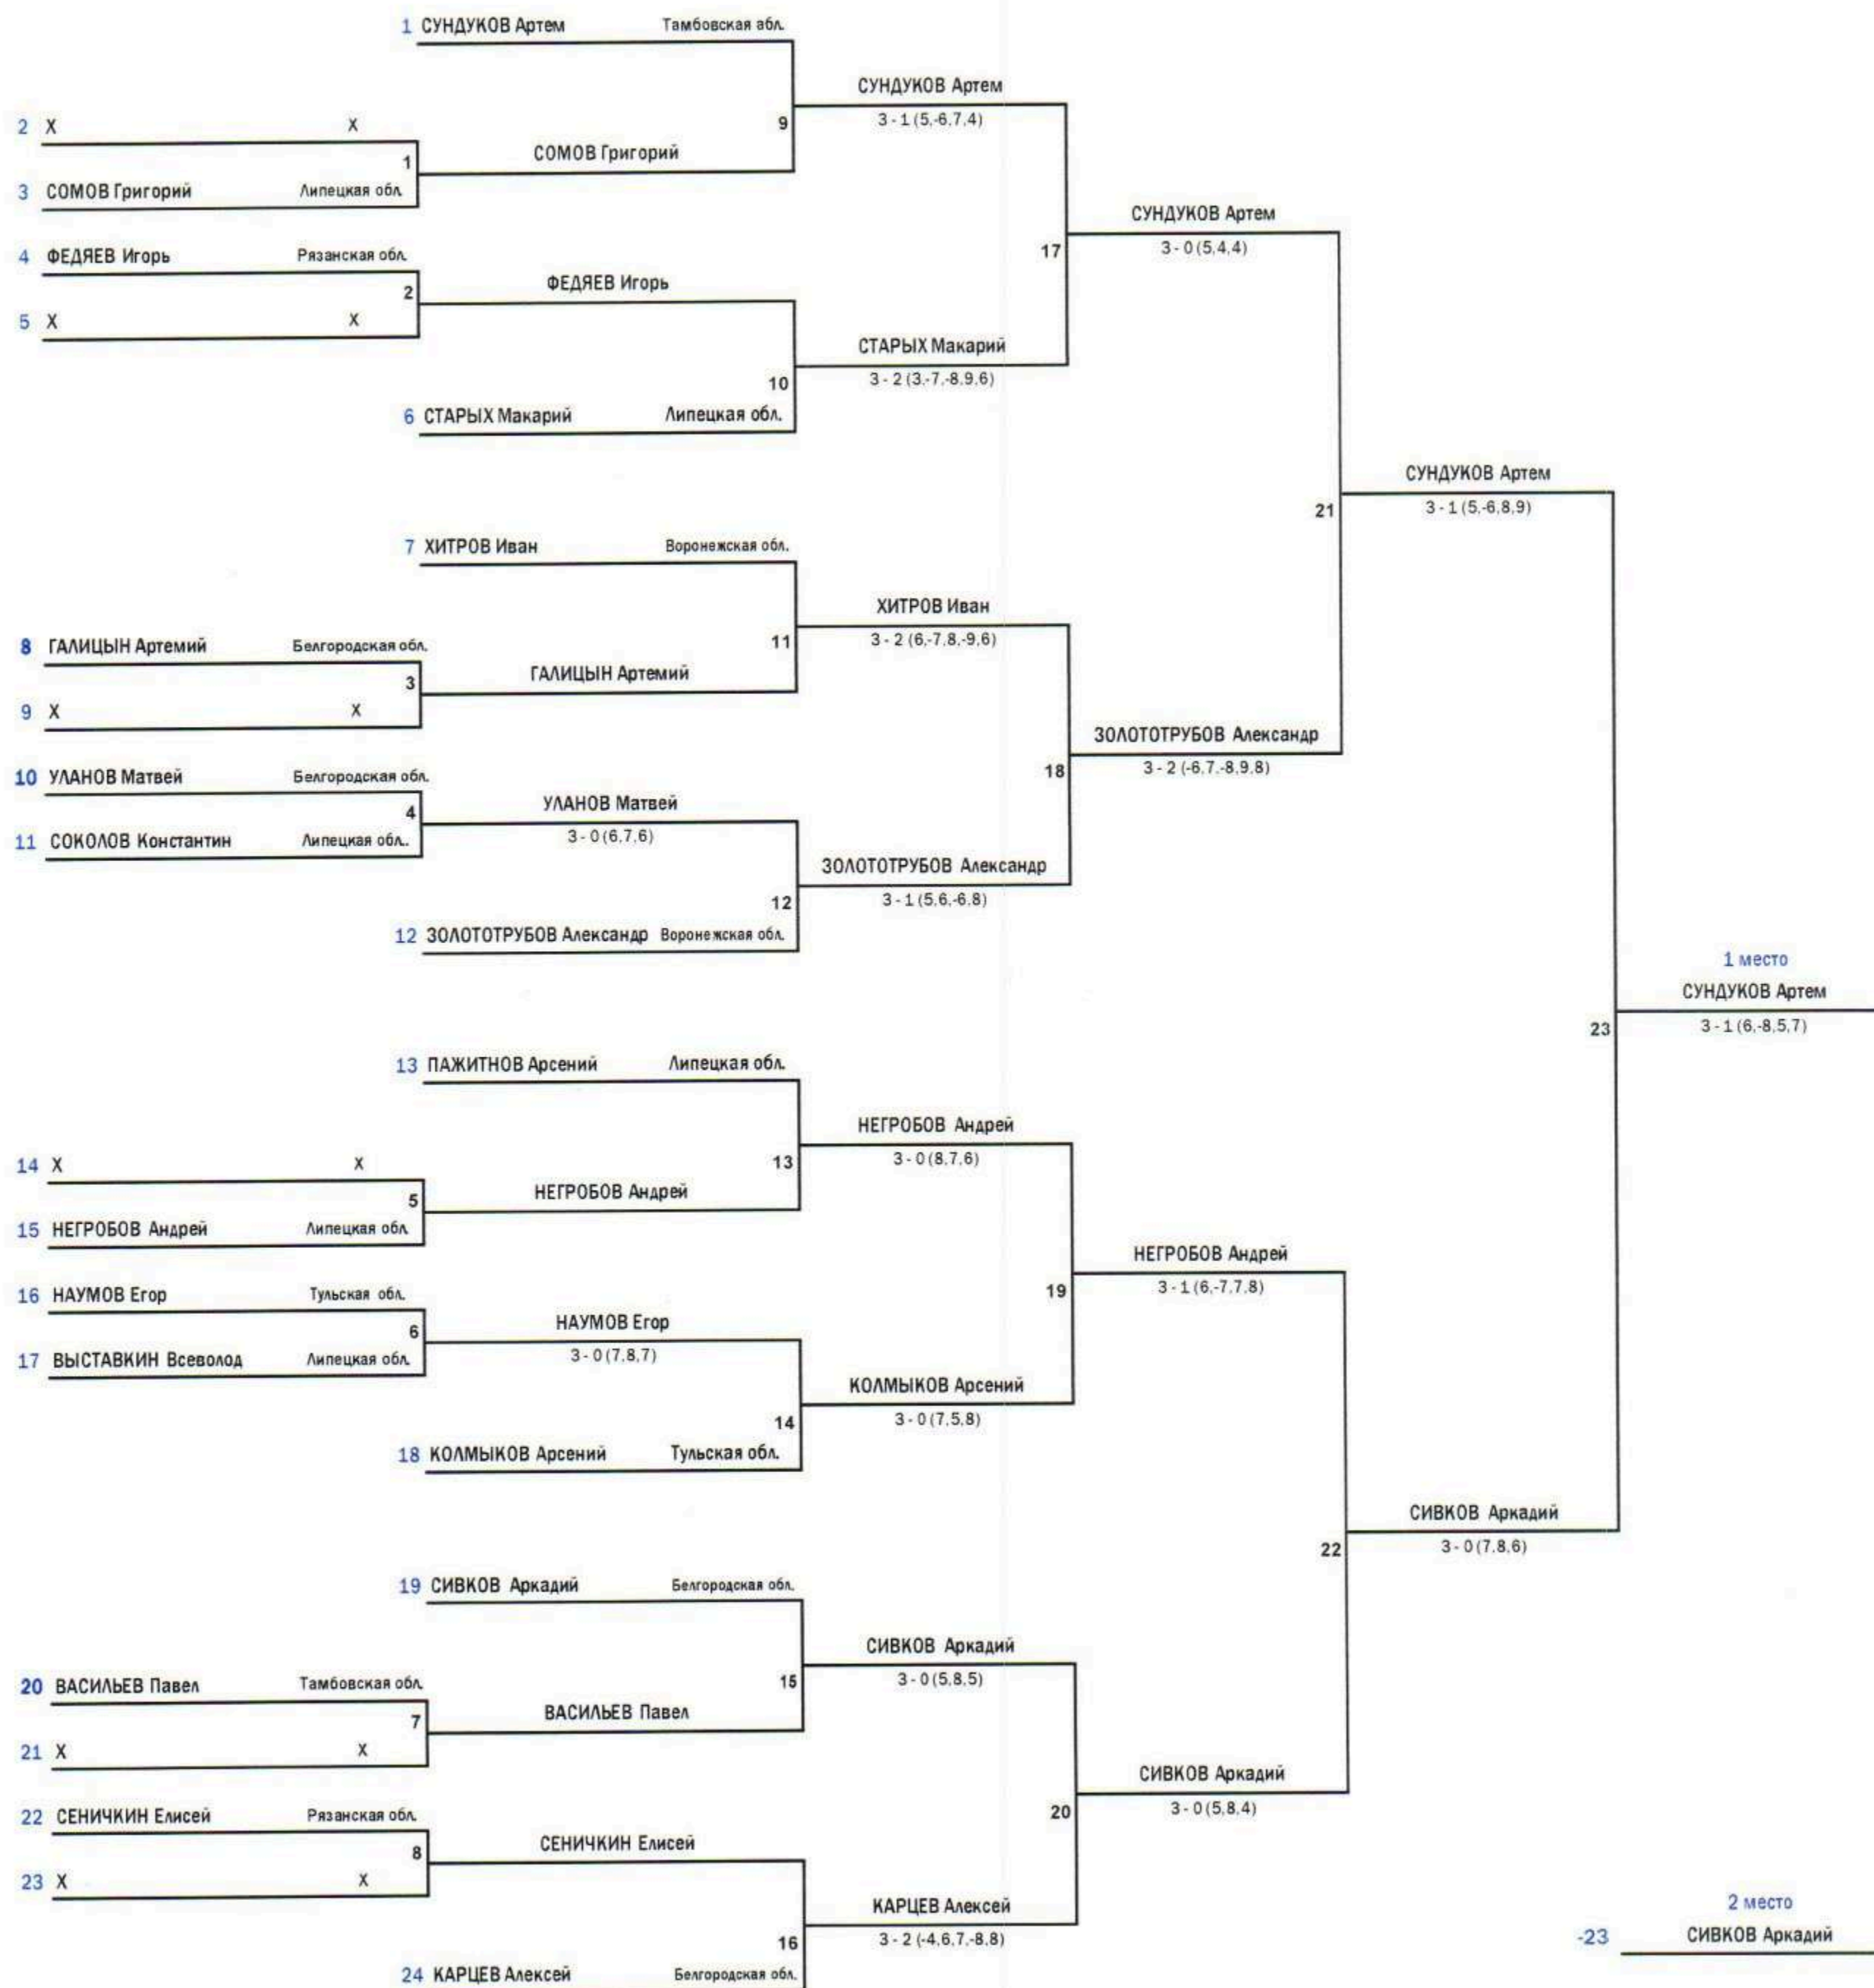 1 СУНДУКОВ Артем Тамбовская абл.
СУНДУКОВ Артем
3 - 1 (5,-6,7,4)
2 X X
9
СОМОВ Григорий
1
3 СОМОВ Григорий Липецкая обл.
СУНДУКОВ Артем
3 - 0 (5,4,4)
17
4 ФЕДЯЕВ Игорь Рязанская обл.
ФЕДЯЕВ Игорь
2
5 X X
СТАРЫХ Макарий
3 - 2 (3,-7,-8,9,6)
10
6 СТАРЫХ Макарий Липецкая обл.
СУНДУКОВ Артем
3 - 1 (5,-6,8,9)
21
7 ХИТРОВ Иван Воронежская обл.
ХИТРОВ Иван
3 - 2 (6,-7,8,-9,6)
11
8 ГАЛИЦЫН Артемий Белгородская обл.
ГАЛИЦЫН Артемий
3
9 X X
ЗОЛОТОТРУБОВ Александр
3 - 2 (-6,7,-8,9,8)
18
10 УЛАНОВ Матвей Белгородская обл.
УЛАНОВ Матвей
3 - 0 (6,7,6)
4
11 СОКОЛОВ Константин Липецкая обл..
ЗОЛОТОТРУБОВ Александр
3 - 1 (5,6,-6,8)
12
12 ЗОЛОТОТРУБОВ Александр Воронежская обл.
1 место
СУНДУКОВ Артем
3 - 1 (6,-8,5,7)
23
13 ПАЖИТНОВ Арсений Липецкая обл.
НЕГРОБОВ Андрей
3 - 0 (8,7,6)
14 X X
13
НЕГРОБОВ Андрей
5
15 НЕГРОБОВ Андрей Липецкая обл
НЕГРОБОВ Андрей
3 - 1 (6,-7,7,8)
19
16 НАУМОВ Егор Тульская обл.
НАУМОВ Егор
3 - 0 (7,8,7)
6
17 ВЫСТАВКИН Всеволод Липецкая обл.
КОЛМЫКОВ Арсений
3 - 0 (7,5,8)
14
18 КОЛМЫКОВ Арсений Тульская обл.
СИВКОВ Аркадий
3 - 0 (7,8,6)
22
19 СИВКОВ Аркадий Белгородская обл.
СИВКОВ Аркадий
3 - 0 (5,8,5)
15
20 ВАСИЛЬЕВ Павел Тамбовская обл.
ВАСИЛЬЕВ Павел
7
21 X X
СИВКОВ Аркадий
3 - 0 (5,8,4)
20
22 СЕНИЧКИН Елисей Рязанская обл.
СЕНИЧКИН Елисей
8
23 X X
КАРЦЕВ Алексей
3 - 2 (-4,6,7,-8,8)
16
24 КАРЦЕВ Алексей Белгородская обл.
2 место
-23 СИВКОВ Аркадий